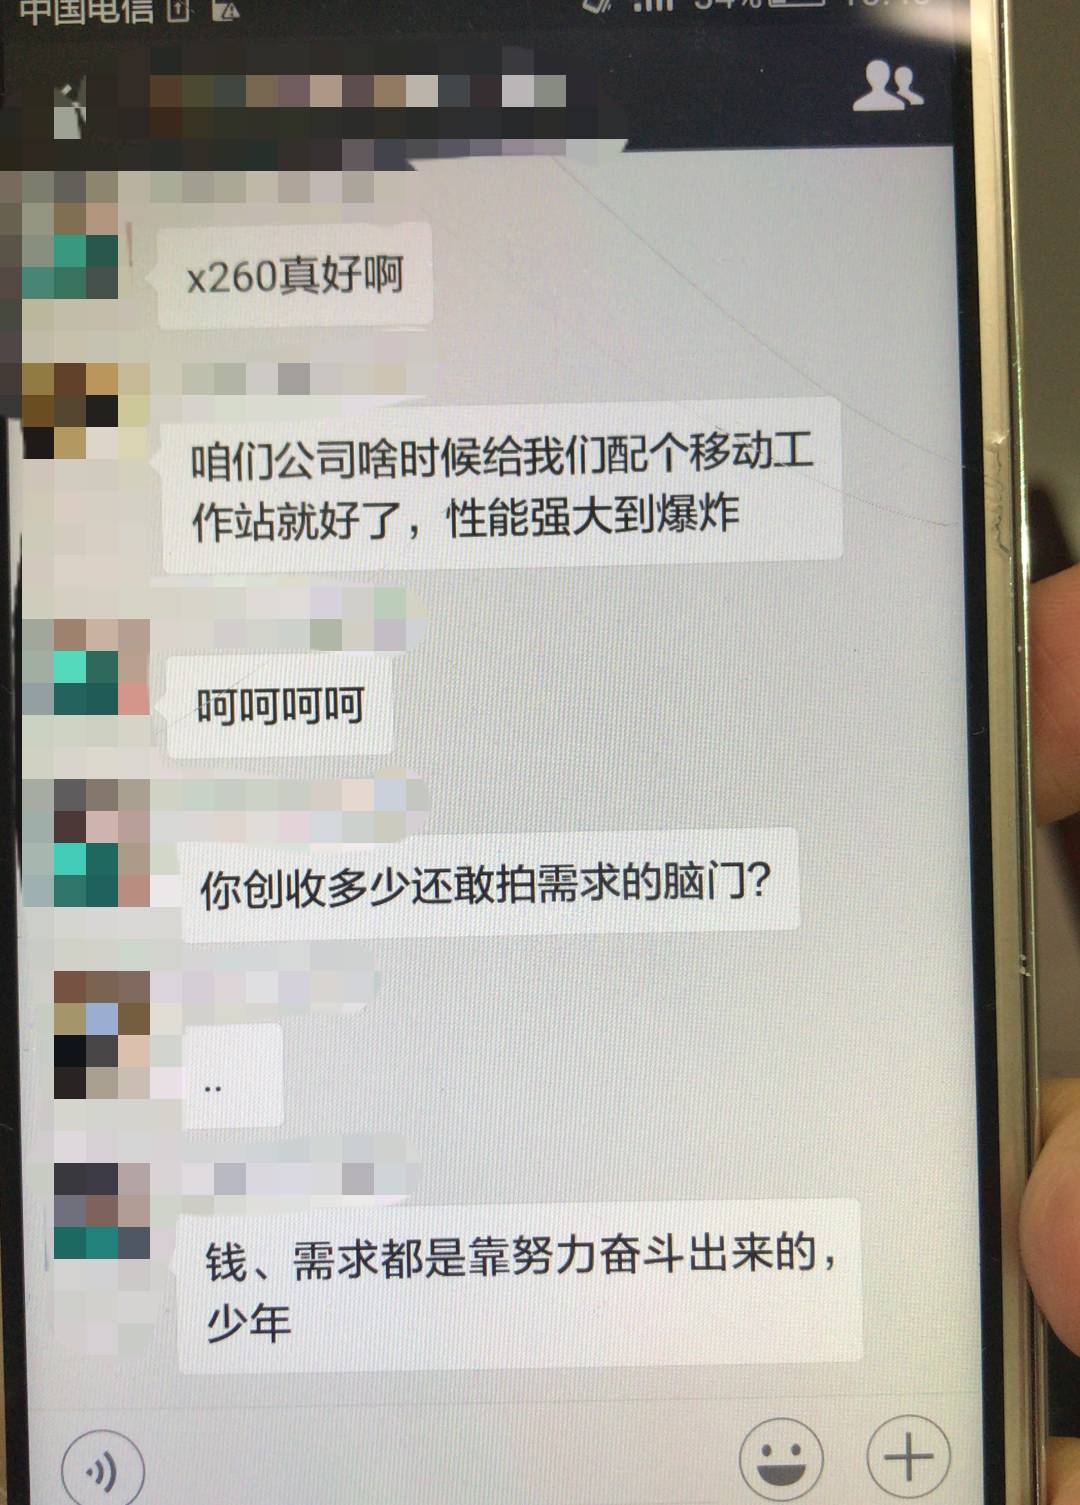 中国电信
x260真好啊
咱们公司啥时候给我们配个移动工
作站就好了，性能强大到爆炸
呵呵呵呵
你创收多少还敢拍需求的脑门?
..
钱、需求都是靠努力奋斗出来的，
少年